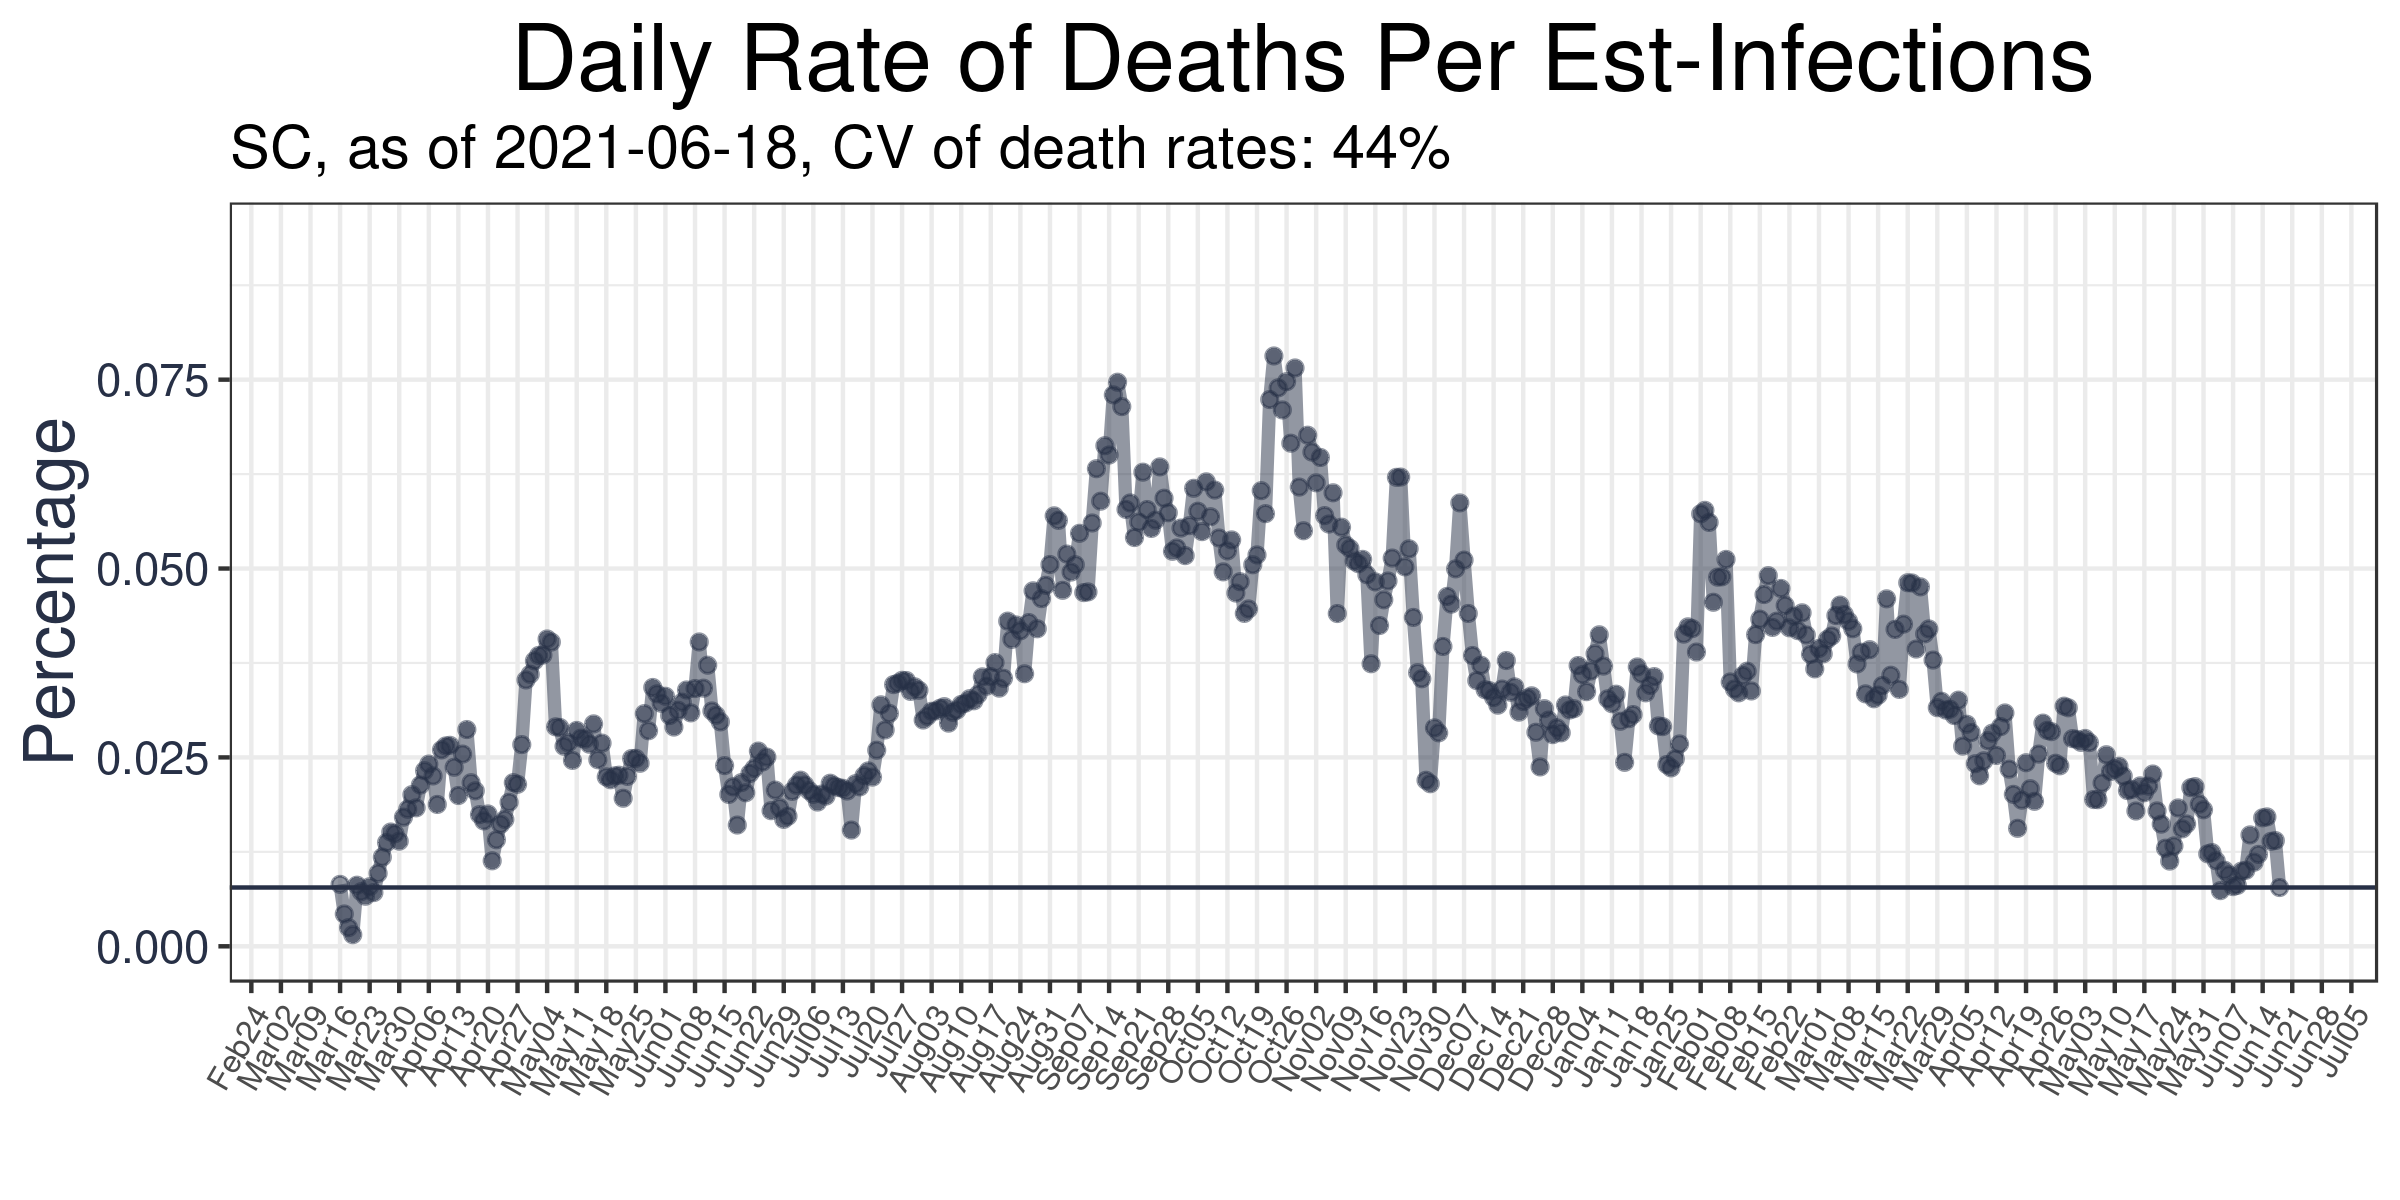 Daily Rate of Deaths Per Est-Infections
SC, as of 2021-06-18, CV of death rates: 44%
Percentage
0.075
0.050
0.025
0.000
Feb24 Mar02 Mar09 Mar16 Mar23 Mar30 Apr06 Apr13 Apr20 Apr27 May04 May11 May18 May25 Jun01 Jun08 Jun15 Jun22 Jun29 Jul06 Jul13 Jul20 Jul27 Aug03 Aug10 Aug17 Aug24 Aug31 Sep07 Sep14 Sep21 Sep28 Oct05 Oct12 Oct19 Oct26 Nov02 Nov09 Nov16 Nov23 Nov30 Dec07 Dec14 Dec21 Dec28 Jan04 Jan11 Jan18 Jan25 Feb01 Feb08 Feb15 Feb22 Mar01 Mar08 Mar15 Mar22 Mar29 Apr05 Apr12 Apr19 Apr26 May03 May10 May17 May24 May31 Jun07 Jun14 Jun21 Jun28 Jul05